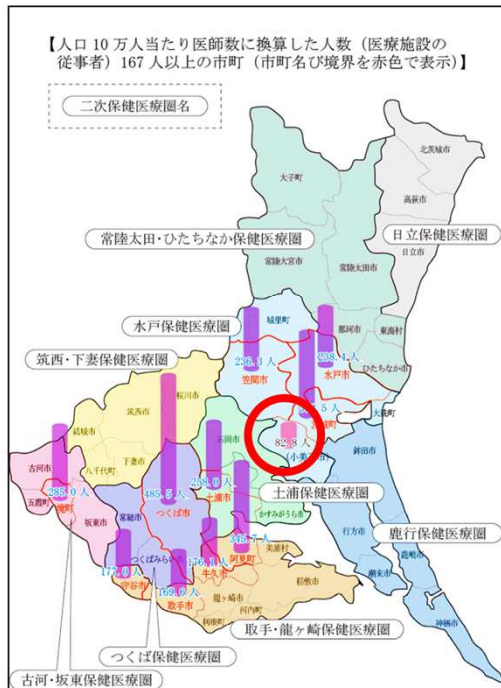 【人口10万人当たり医師数に換算した人数（医療施設の
従事者）167人以上の市町（市町名び境界を赤色で表示）】
二次保健医療圏名
北茨城市
大子町
高萩市
常陸太田・ひたちなか保健医療圏
日立保健医療圏
日立市
常陸大宮市
常陸太田市
水戸保健医療圏
城里町
那珂市
東海村
ひたちなか市
236.3人
238.4人
笠間市
水戸市
大洗町
筑西・下妻保健医療圏
桜川市
筑西市
結城市
下妻市
八千代町
82.8人
鉾田市
石岡市
古河市
五霞町
境町
坂東市
285.0人
常総市
つくば市
485.5人
土浦市
258.0人
かすみがうら市
土浦保健医療圏
行方市
鹿嶋市
鹿行保健医療圏
潮来市
神栖市
つくばみらい市
177.0人
守谷市
169.6人
取手市
176.1人
牛久市
345.7人
阿見町
美浦村
稲敷市
龍ヶ崎市
河内町
利根町
取手・龍ヶ崎保健医療圏
つくば保健医療圏
古河・坂東保健医療圏